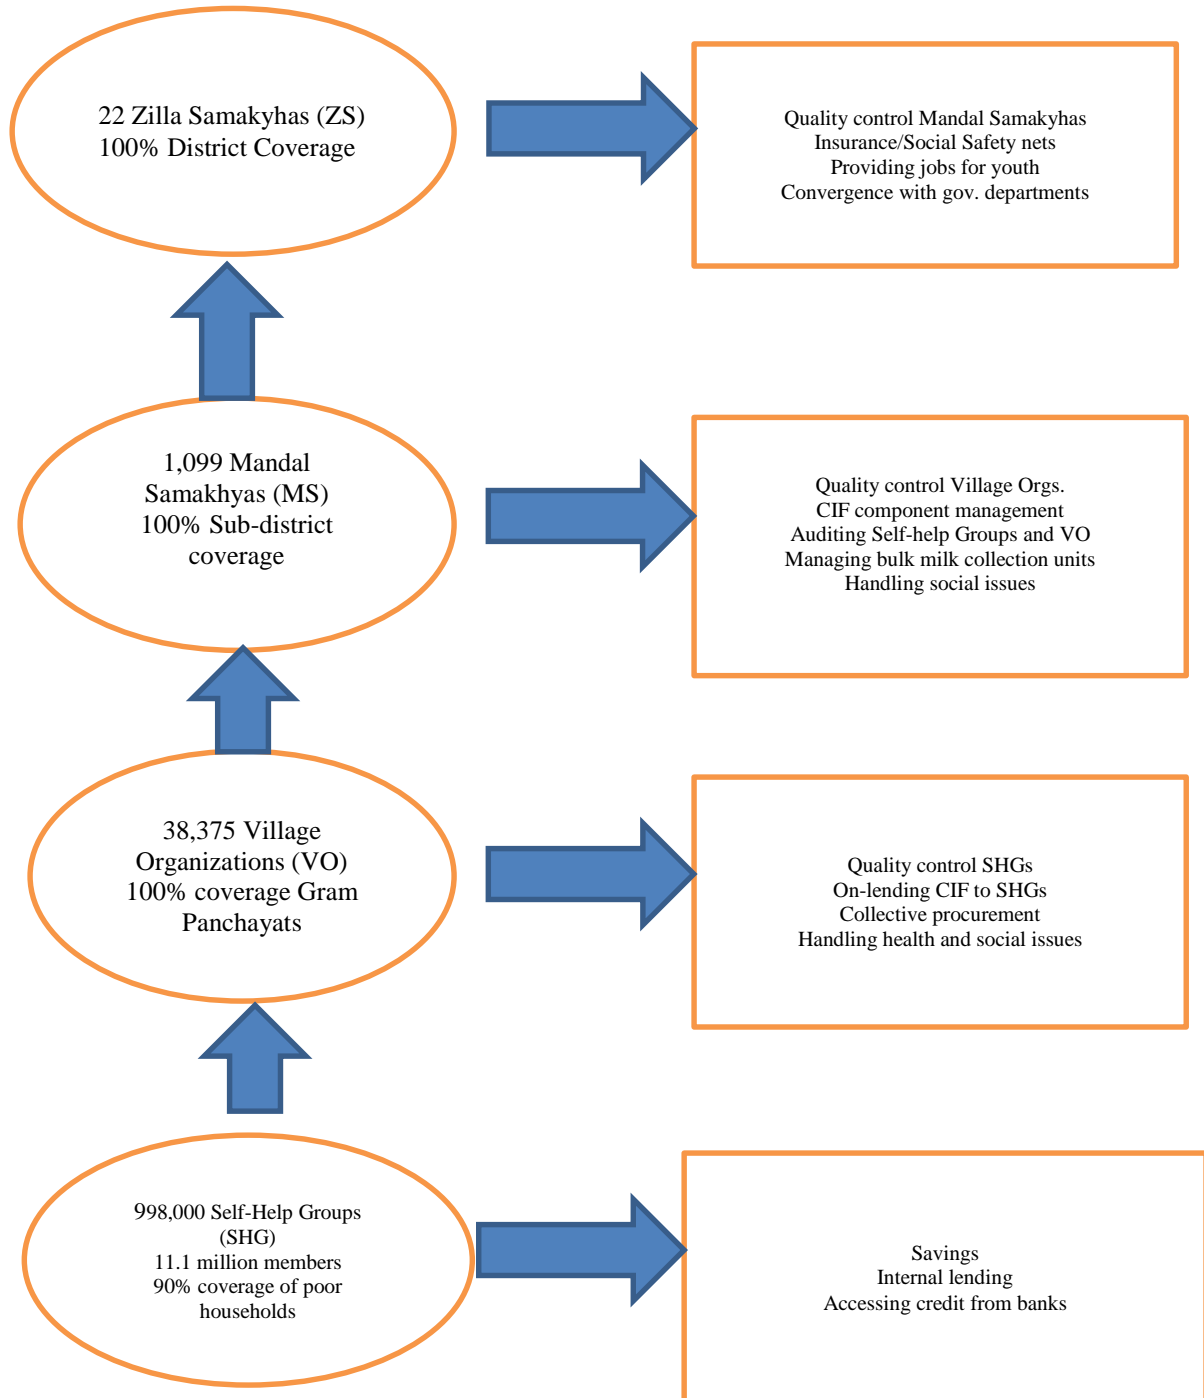 22 Zilla Samakyhas (ZS)
100% District Coverage
Quality control Mandal Samakyhas
Insurance/Social Safety nets
Providing jobs for youth
Convergence with gov. departments
1,099 Mandal
Samakhyas (MS)
100% Sub-district
coverage
Quality control Village Orgs.
CIF component management
Auditing Self-help Groups and VO
Managing bulk milk collection units
Handling social issues
38,375 Village
Organizations (VO)
100% coverage Gram
Panchayats
Quality control SHGs
On-lending CIF to SHGs
Collective procurement
Handling health and social issues
998,000 Self-Help Groups
(SHG)
11.1 million members
90% coverage of poor
households
Savings
Internal lending
Accessing credit from banks